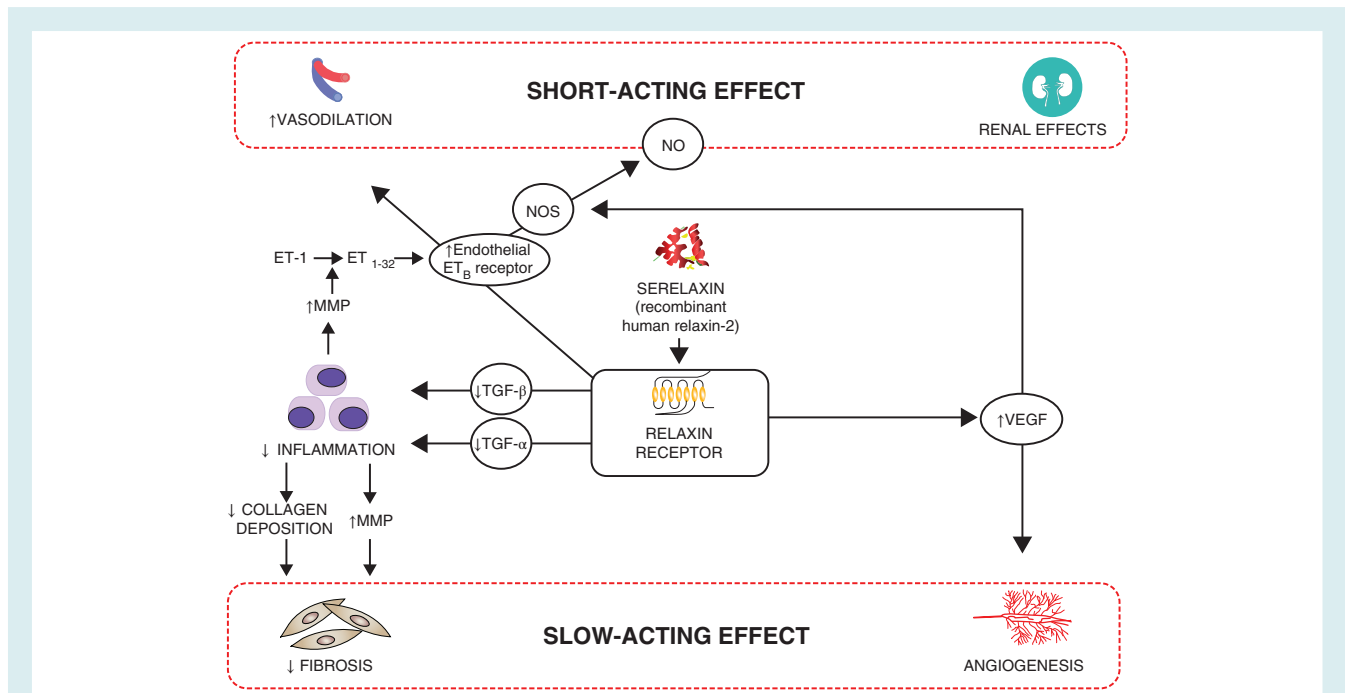 SHORT-ACTING EFFECT
↑VASODILATION
RENAL EFFECTS
NO
NOS
↑Endothelial
ET_B receptor
ET-1
ET 1-32
↑MMP
SERELAXIN
(recombinant
human relaxin-2)
↓TGF-β
↓TGF-α
RELAXIN
RECEPTOR
↑VEGF
↓ INFLAMMATION
↓ COLLAGEN
DEPOSITION
↑MMP
SLOW-ACTING EFFECT
↓ FIBROSIS
ANGIOGENESIS